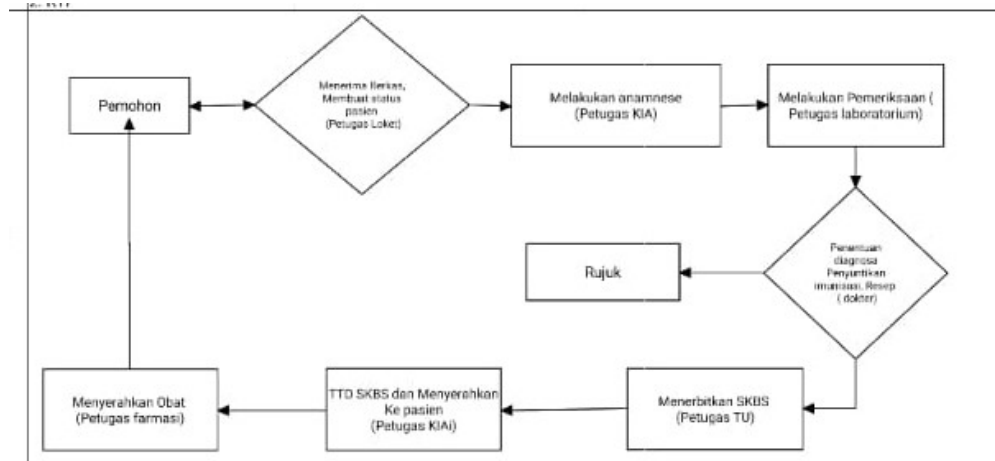 Pemohon
Menerima Berkas,
Membuat status
pasien
(Petugas Loket)
Melakukan anamnese
(Petugas KIA)
Melakukan Pemeriksaan (
Petugas laboratorium)
Penentuan
diagnosa
Penyuntikan
imunisasi, Resep
( dokter)
Rujuk
Menerbitkan SKBS
(Petugas TU)
TTD SKBS dan Menyerahkan
Ke pasien
(Petugas KIAi)
Menyerahkan Obat
(Petugas farmasi)